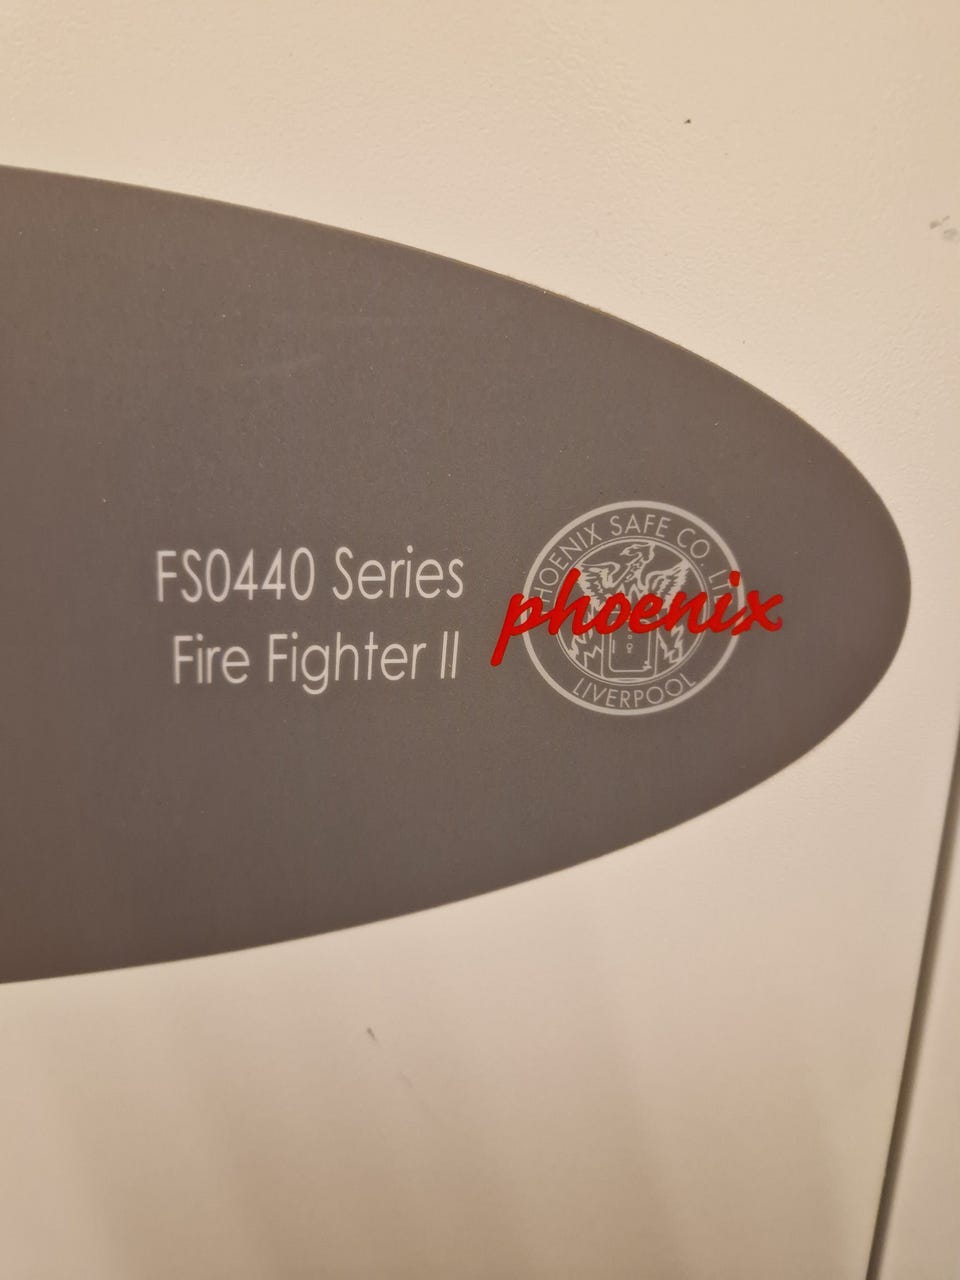 FS0440 Series
Fire Fighter II
PHOENIX SAFE CO. LTD
phoenix
LIVERPOOL